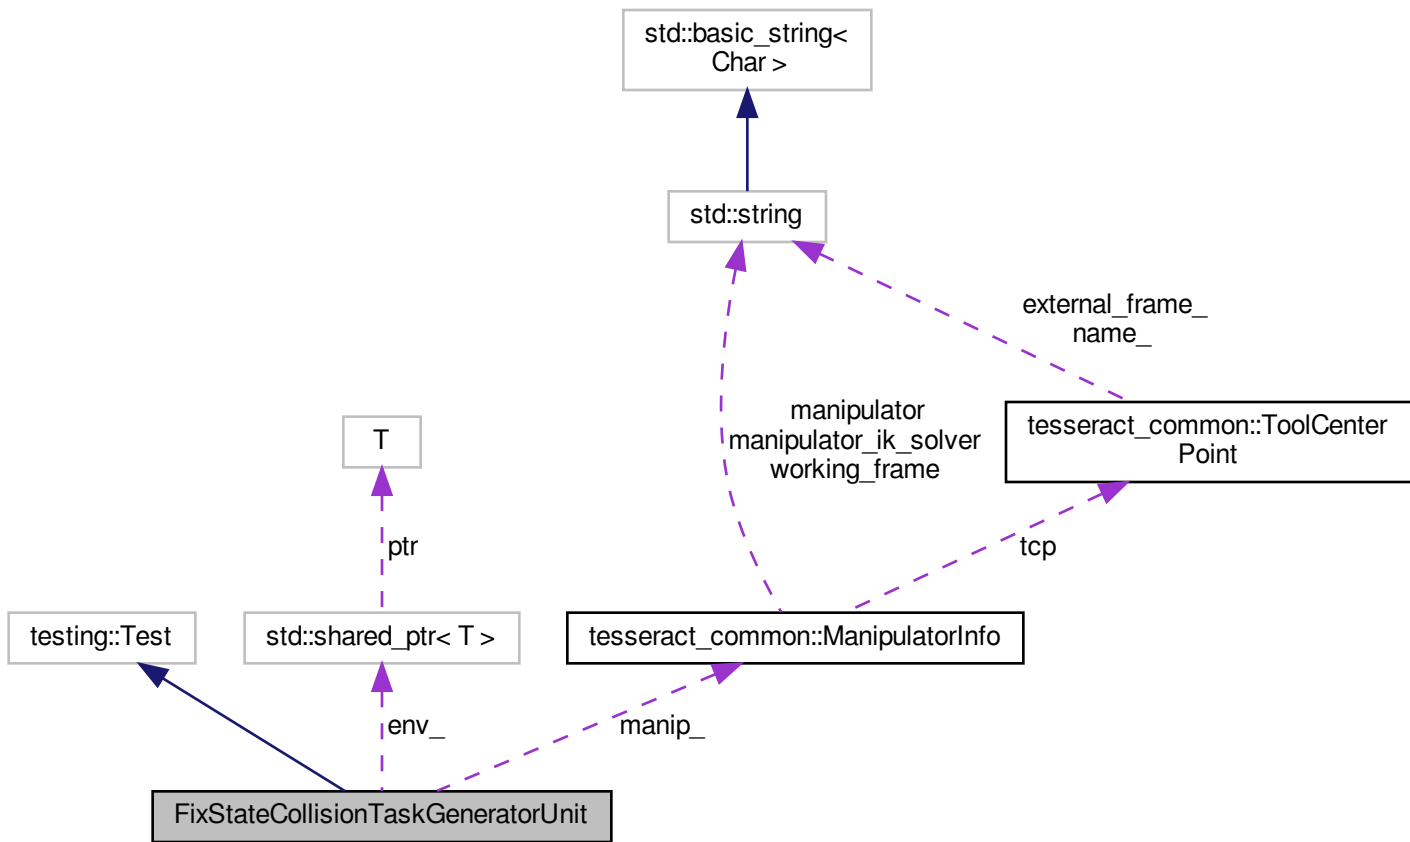 std::basic_string<
Char >
std::string
external_frame_
name_
manipulator
manipulator_ik_solver
working_frame
tesseract_common::ToolCenter
Point
T
ptr
tcp
testing::Test
std::shared_ptr< T >
tesseract_common::ManipulatorInfo
env_
manip_
FixStateCollisionTaskGeneratorUnit